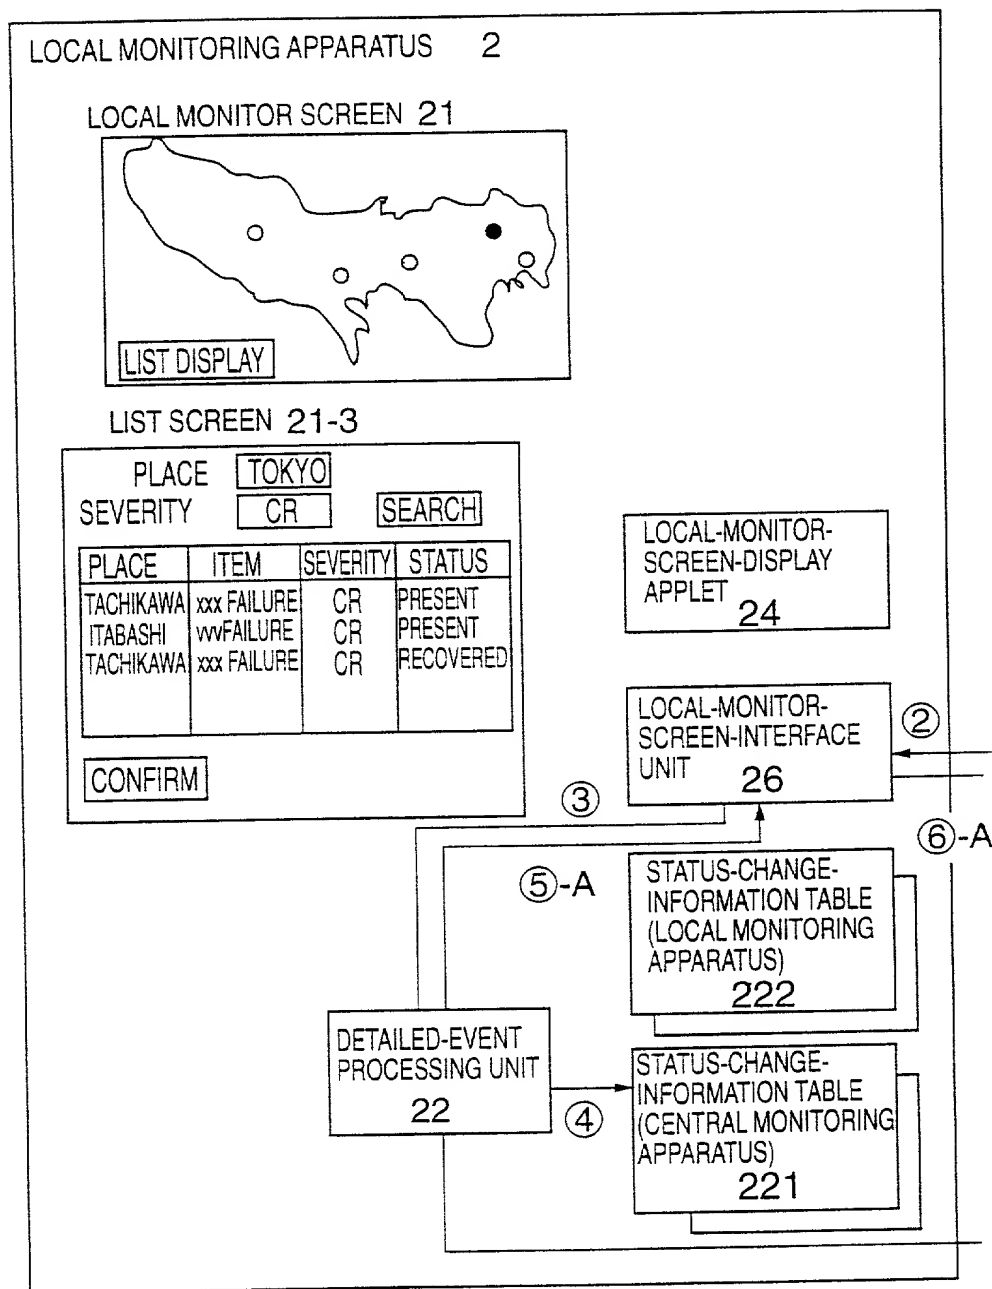 LOCAL MONITORING APPARATUS 2
LOCAL MONITOR SCREEN 21
LIST DISPLAY
LIST SCREEN 21-3
PLACE TOKYO
SEVERITY CR SEARCH
PLACE ITEM SEVERITY STATUS
TACHIKAWA xxx FAILURE CR PRESENT
ITABASHI vvvFAILURE CR PRESENT
TACHIKAWA xxx FAILURE CR RECOVERED
CONFIRM
LOCAL-MONITOR-
SCREEN-DISPLAY
APPLET
24
LOCAL-MONITOR-
SCREEN-INTERFACE
UNIT 26
②
③
⑥-A
⑤-A
STATUS-CHANGE-
INFORMATION TABLE
(LOCAL MONITORING
APPARATUS)
222
DETAILED-EVENT
PROCESSING UNIT
22
④
STATUS-CHANGE-
INFORMATION TABLE
(CENTRAL MONITORING
APPARATUS)
221